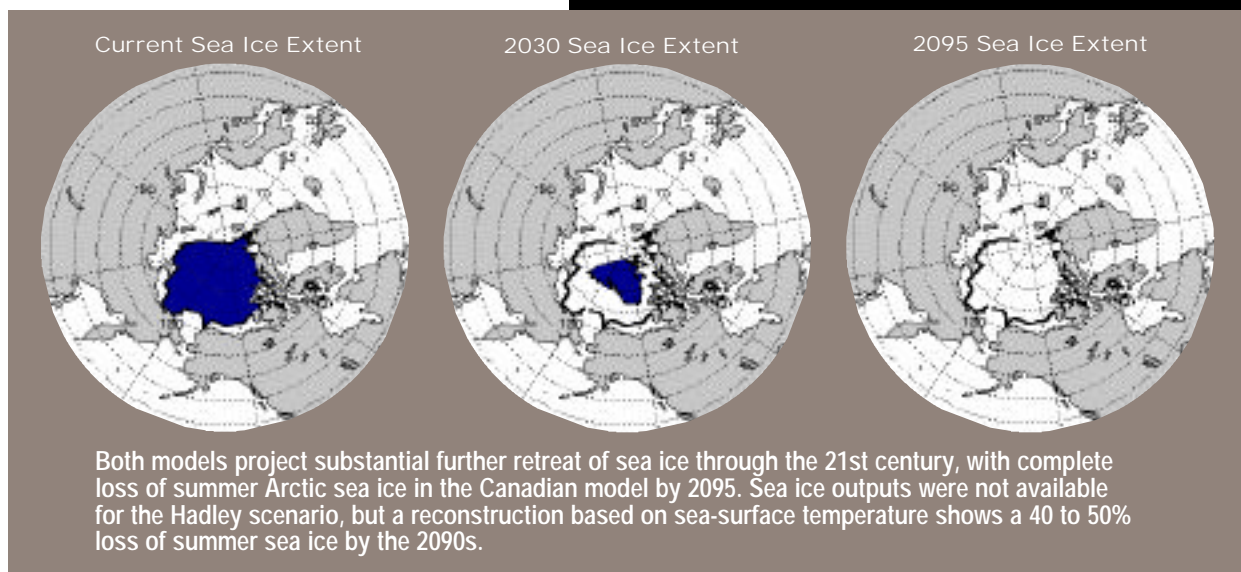 Current Sea Ice Extent
2030 Sea Ice Extent
2095 Sea Ice Extent
Both models project substantial further retreat of sea ice through the 21st century, with complete
loss of summer Arctic sea ice in the Canadian model by 2095. Sea ice outputs were not available
for the Hadley scenario, but a reconstruction based on sea-surface temperature shows a 40 to 50%
loss of summer sea ice by the 2090s.